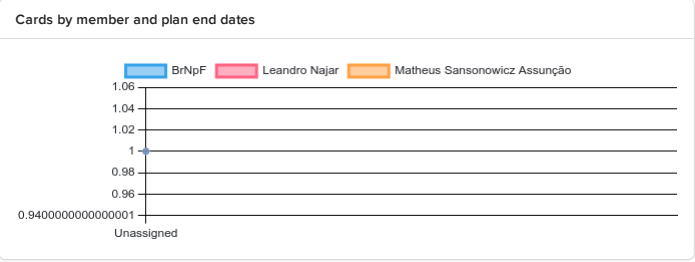 Cards by member and plan end dates
BrNpF Leandro Najar Matheus Sansonowicz Assunção
1.06
1.04
1.02
1
0.98
0.96
0.9400000000000001
Unassigned